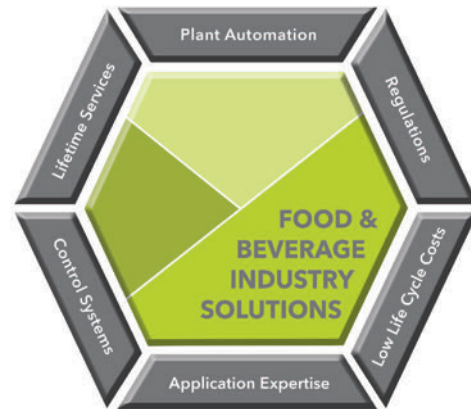 Plant Automation
Lifetime Services
Regulations
FOOD &
BEVERAGE
INDUSTRY
SOLUTIONS
Control Systems
Low Life Cycle Costs
Application Expertise